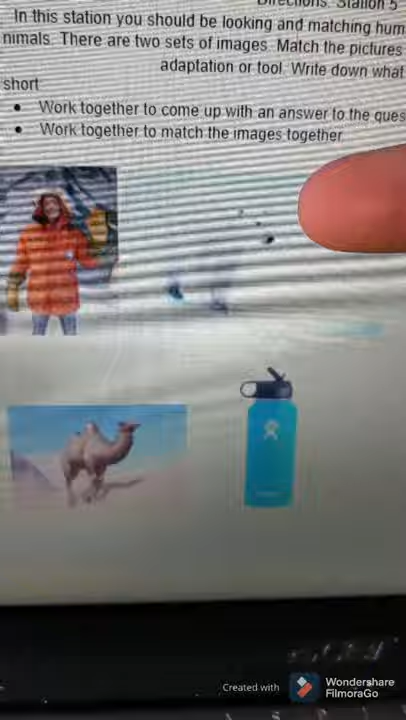 Directions: Station 5
In this station you should be looking and matching hum
nimals. There are two sets of images. Match the pictures
adaptation or tool. Write down what
short
• Work together to come up with an answer to the ques
• Work together to match the images together
Created with
Wondershare
FilmoraGo